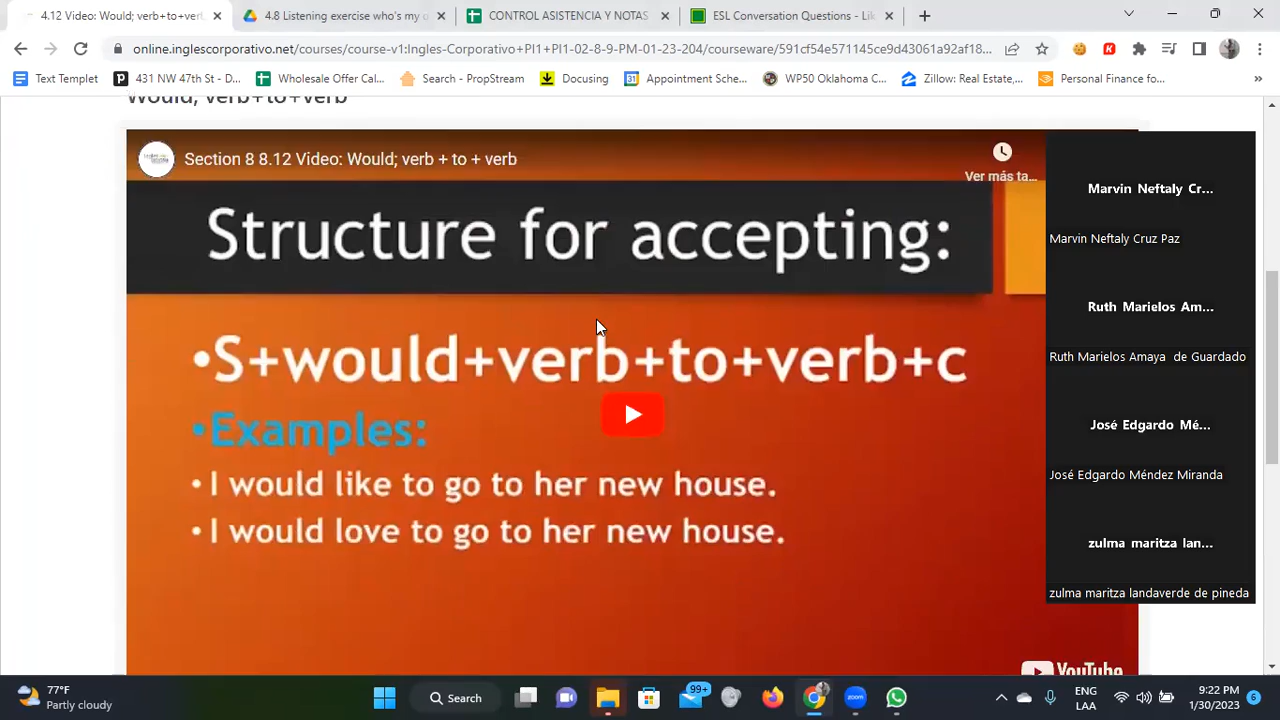 4.12 Video: Would; verb+to+verb
4.8 Listening exercise who's my d
CONTROL ASISTENCIA Y NOTAS
ESL Conversation Questions - Lik
online.inglescorporativo.net/courses/course-v1:Ingles-Corporativo+PI1+PI1-02-8-9-PM-01-23-204/courseware/591cf54e571145ce9d43061a92af18...
Text Templet
431 NW 47th St - D...
Wholesale Offer Cal...
Search - PropStream
Docusing
Appointment Sche...
WP50 Oklahoma C...
Zillow: Real Estate,...
Personal Finance fo...
»
Would; verb+to+verb
Section 8 8.12 Video: Would; verb + to + verb
Ver más ta...
Structure for accepting:
•S+would+verb+to+verb+c
•Examples:
• I would like to go to her new house.
• I would love to go to her new house.
YouTube
Marvin Neftaly Cr...
Marvin Neftaly Cruz Paz
Ruth Marielos Am...
Ruth Marielos Amaya de Guardado
José Edgardo Mé...
José Edgardo Méndez Miranda
zulma maritza lan...
zulma maritza landaverde de pineda
77°F
Partly cloudy
Search
99+
zoom
ENG
LAA
9:22 PM
1/30/2023
6